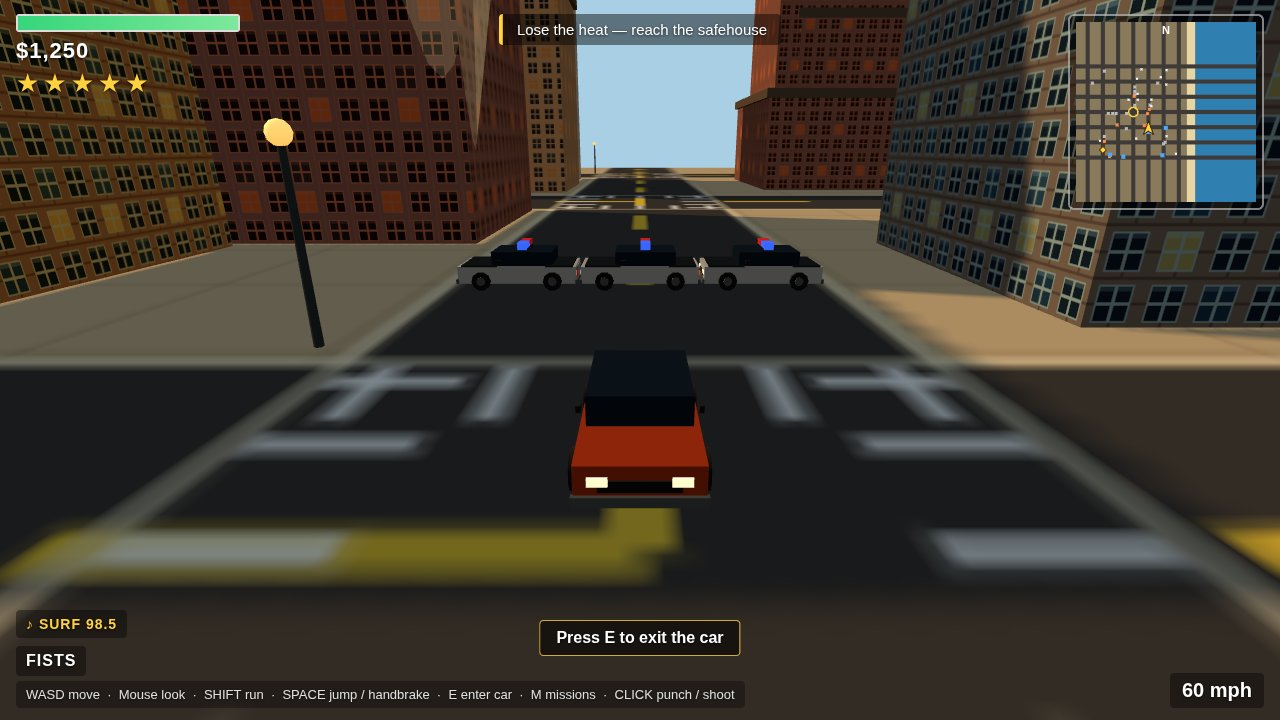 $1,250
★★★★★
Lose the heat — reach the safehouse
N
♪ SURF 98.5
FISTS
WASD move · Mouse look · SHIFT run · SPACE jump / handbrake · E enter car · M missions · CLICK punch / shoot
Press E to exit the car
60 mph